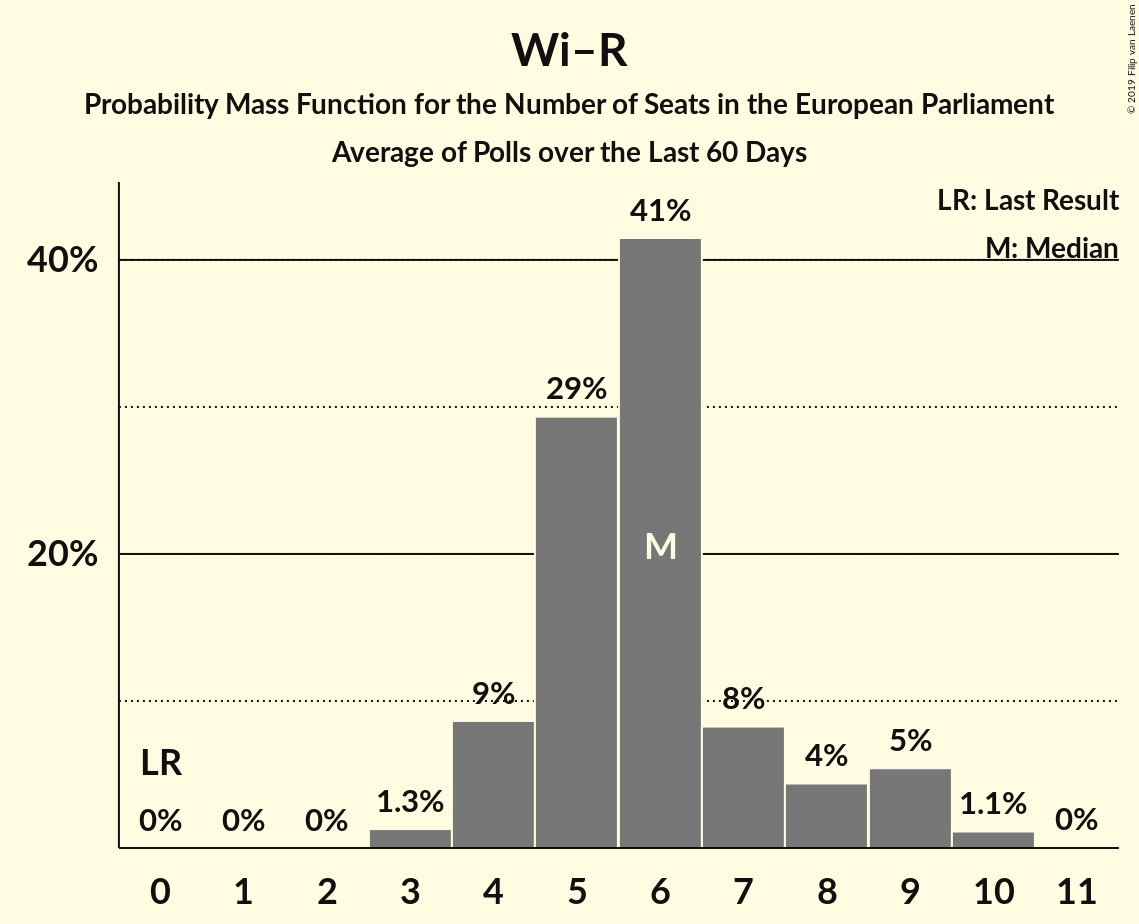 Wi–R
Probability Mass Function for the Number of Seats in the European Parliament
Average of Polls over the Last 60 Days
© 2019 Filip van Laenen
LR: Last Result
M: Median
40%
20%
LR
0%
0%
0%
1.3%
9%
29%
41%
M
8%
4%
5%
1.1%
0%
0 1 2 3 4 5 6 7 8 9 10 11